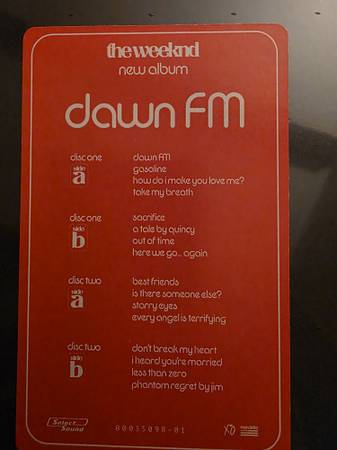 the weeknd
new album
dawn FM
disc one
side
a
dawn FM
gasoline
how do i make you love me?
take my breath
disc one
side
b
sacrifice
a tale by quincy
out of time
here we go... again
disc two
side
a
best friends
is there someone else?
starry eyes
every angel is terrifying
disc two
side
b
don't break my heart
i heard you're married
less than zero
phantom regret by jim
Select
Sound
00035098-01
XO